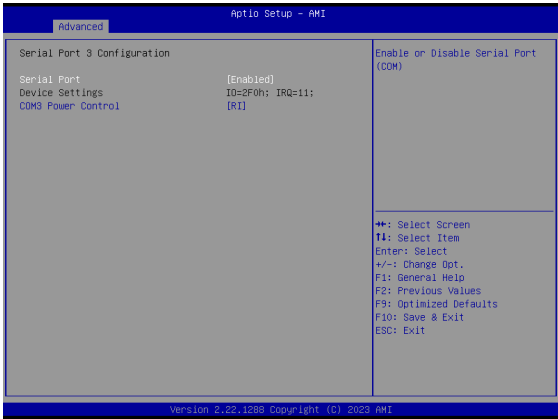 Aptio Setup - AMI
Advanced
Serial Port 3 Configuration
Serial Port [Enabled]
Device Settings IO=2F0h; IRQ=11;
COM3 Power Control [RI]
Enable or Disable Serial Port
(COM)
→←: Select Screen
↑↓: Select Item
Enter: Select
+/-: Change Opt.
F1: General Help
F2: Previous Values
F9: Optimized Defaults
F10: Save & Exit
ESC: Exit
Version 2.22.1288 Copyright (C) 2023 AMI